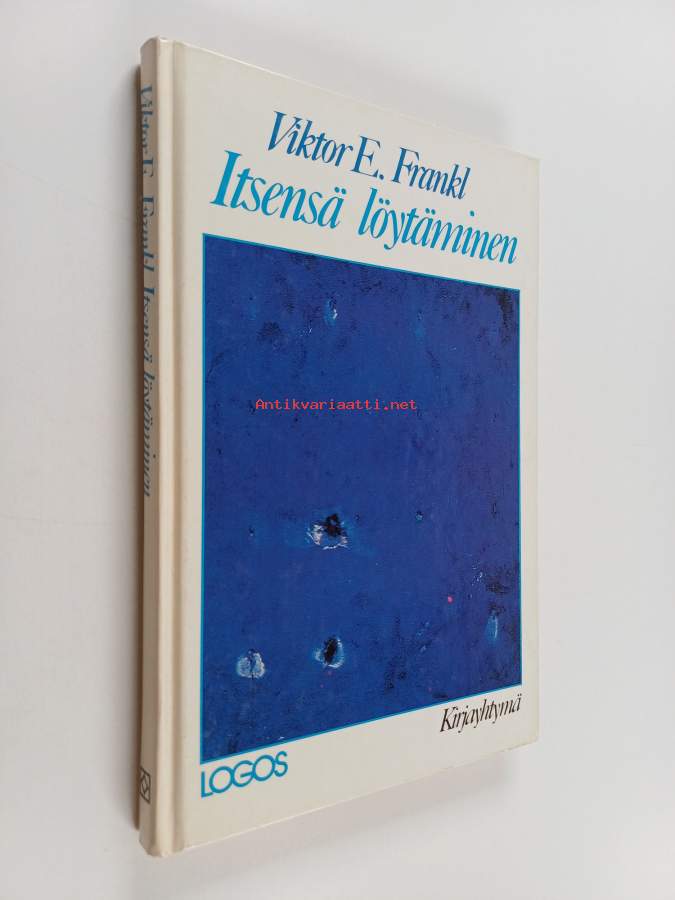 Viktor E. Frankl
Itsensä löytäminen
Antikvariaatti.net
Kirjayhtymä
LOGOS
Viktor E. Frankl Itsensä löytäminen